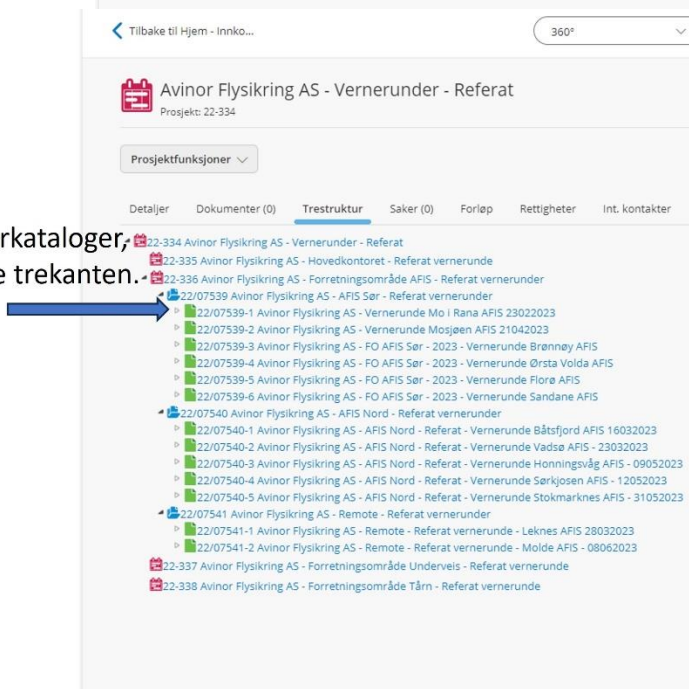 Tilbake til Hjem - Innko...
360°
Avinor Flysikring AS - Vernerunder - Referat
Prosjekt: 22-334
Prosjektfunksjoner
Detaljer Dokumenter (0) Trestruktur Saker (0) Forløp Rettigheter Int. kontakter
rkataloger,
e trekanten.
22-334 Avinor Flysikring AS - Vernerunder - Referat
22-335 Avinor Flysikring AS - Hovedkontoret - Referat vernerunde
22-336 Avinor Flysikring AS - Forretningsområde AFIS - Referat vernerunder
22/07539 Avinor Flysikring AS - AFIS Sør - Referat vernerunder
22/07539-1 Avinor Flysikring AS - Vernerunde Mo i Rana AFIS 23022023
22/07539-2 Avinor Flysikring AS - Vernerunde Mosjøen AFIS 21042023
22/07539-3 Avinor Flysikring AS - FO AFIS Sør - 2023 - Vernerunde Brønnøy AFIS
22/07539-4 Avinor Flysikring AS - FO AFIS Sør - 2023 - Vernerunde Ørsta Volda AFIS
22/07539-5 Avinor Flysikring AS - FO AFIS Sør - 2023 - Vernerunde Florø AFIS
22/07539-6 Avinor Flysikring AS - FO AFIS Sør - 2023 - Vernerunde Sandane AFIS
22/07540 Avinor Flysikring AS - AFIS Nord - Referat vernerunder
22/07540-1 Avinor Flysikring AS - AFIS Nord - Referat - Vernerunde Båtsfjord AFIS 16032023
22/07540-2 Avinor Flysikring AS - AFIS Nord - Referat - Vernerunde Vadsø AFIS - 23032023
22/07540-3 Avinor Flysikring AS - AFIS Nord - Referat - Vernerunde Honningsvåg AFIS - 09052023
22/07540-4 Avinor Flysikring AS - AFIS Nord - Referat - Vernerunde Sørkjosen AFIS - 12052023
22/07540-5 Avinor Flysikring AS - AFIS Nord - Referat - Vernerunde Stokmarknes AFIS - 31052023
22/07541 Avinor Flysikring AS - Remote - Referat vernerunder
22/07541-1 Avinor Flysikring AS - Remote - Referat vernerunde - Leknes AFIS 28032023
22/07541-2 Avinor Flysikring AS - Remote - Referat vernerunde - Molde AFIS - 08062023
22-337 Avinor Flysikring AS - Forretningsområde Underveis - Referat vernerunde
22-338 Avinor Flysikring AS - Forretningsområde Tårn - Referat vernerunde